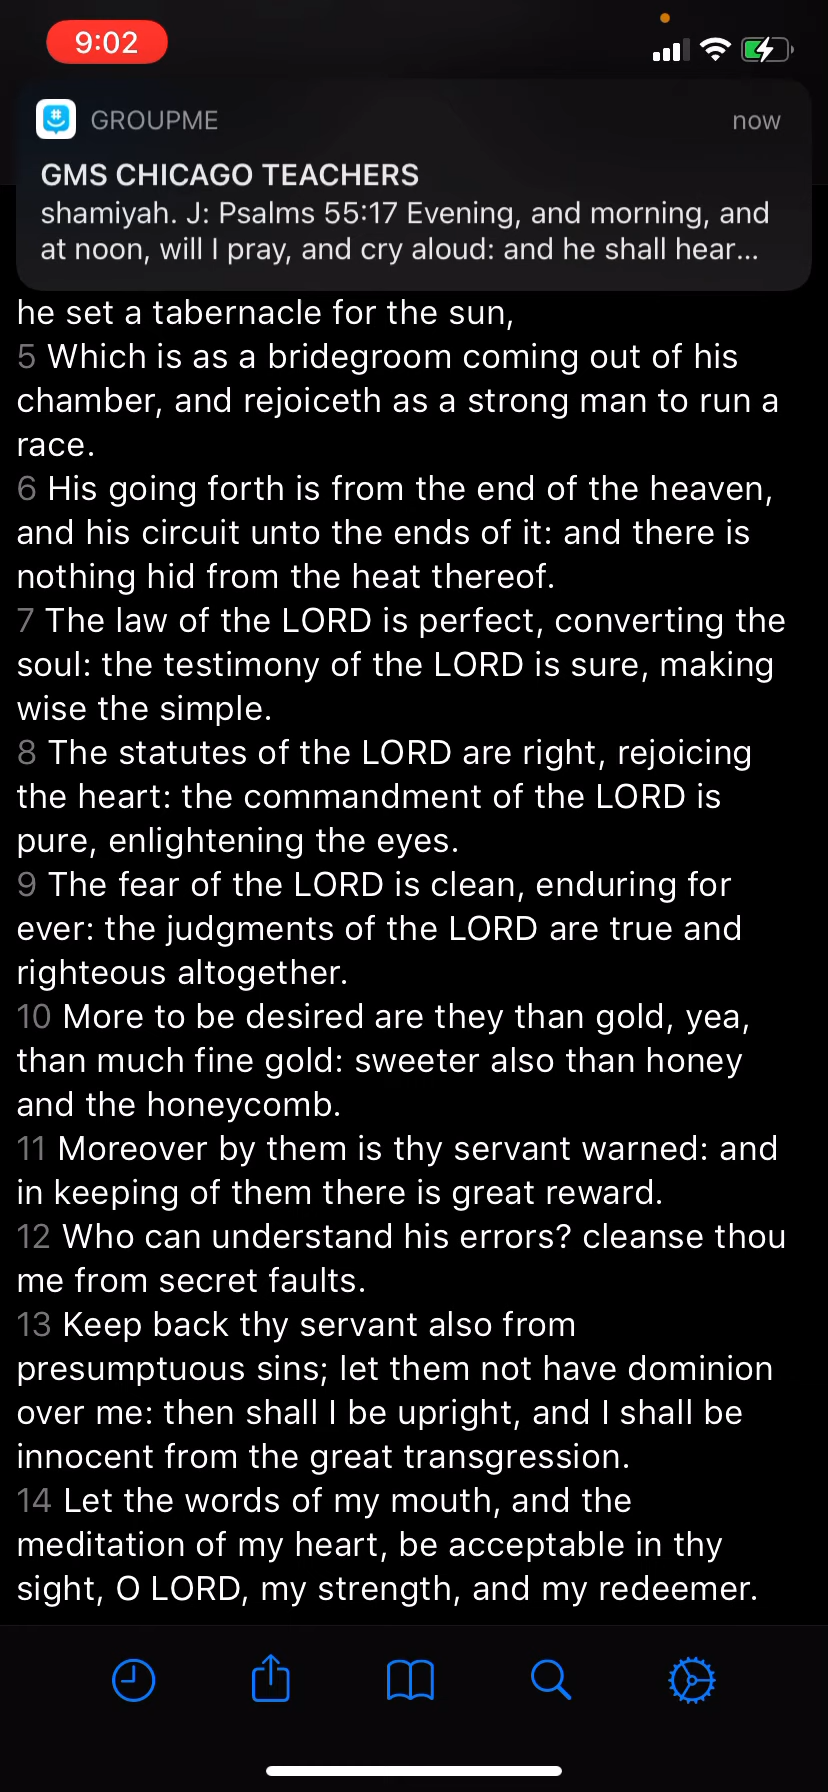 9:02
GROUPME
now
GMS CHICAGO TEACHERS
shamiyah. J: Psalms 55:17 Evening, and morning, and
at noon, will I pray, and cry aloud: and he shall hear...
he set a tabernacle for the sun,
5 Which is as a bridegroom coming out of his
chamber, and rejoiceth as a strong man to run a
race.
6 His going forth is from the end of the heaven,
and his circuit unto the ends of it: and there is
nothing hid from the heat thereof.
7 The law of the LORD is perfect, converting the
soul: the testimony of the LORD is sure, making
wise the simple.
8 The statutes of the LORD are right, rejoicing
the heart: the commandment of the LORD is
pure, enlightening the eyes.
9 The fear of the LORD is clean, enduring for
ever: the judgments of the LORD are true and
righteous altogether.
10 More to be desired are they than gold, yea,
than much fine gold: sweeter also than honey
and the honeycomb.
11 Moreover by them is thy servant warned: and
in keeping of them there is great reward.
12 Who can understand his errors? cleanse thou
me from secret faults.
13 Keep back thy servant also from
presumptuous sins; let them not have dominion
over me: then shall I be upright, and I shall be
innocent from the great transgression.
14 Let the words of my mouth, and the
meditation of my heart, be acceptable in thy
sight, O LORD, my strength, and my redeemer.